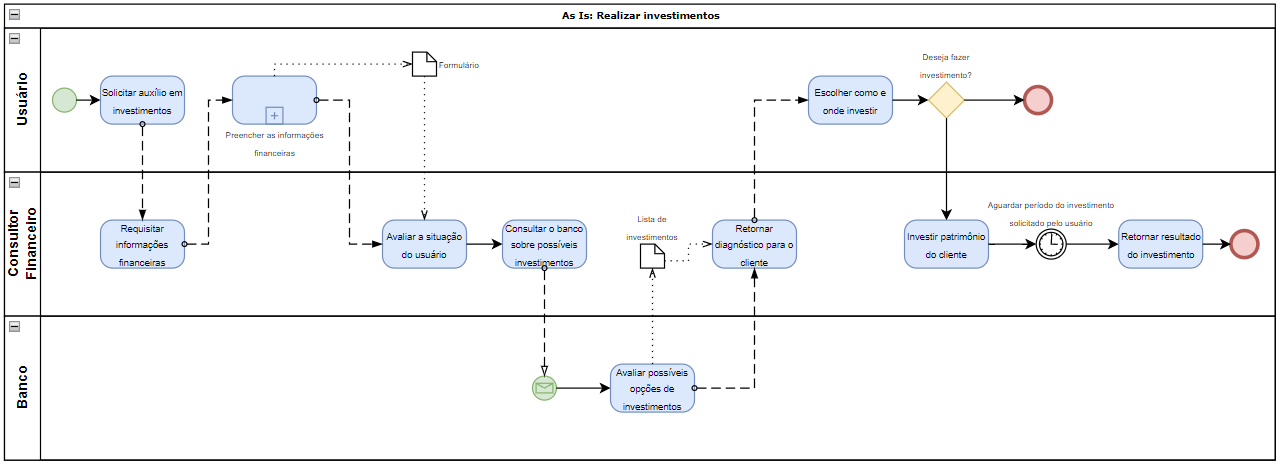 As Is: Realizar investimentos
Usuário
Solicitar auxílio em
investimentos
Preencher as informações
financeiras
Formulário
Escolher como e
onde investir
Deseja fazer
investimento?
Consultor
Financeiro
Requisitar
informações
financeiras
Avaliar a situação
do usuário
Consultar o banco
sobre possíveis
investimentos
Lista de
investimentos
Retornar
diagnóstico para o
cliente
Investir patrimônio
do cliente
Aguardar período do investimento
solicitado pelo usuário
Retornar resultado
do investimento
Banco
Avaliar possíveis
opções de
investimentos